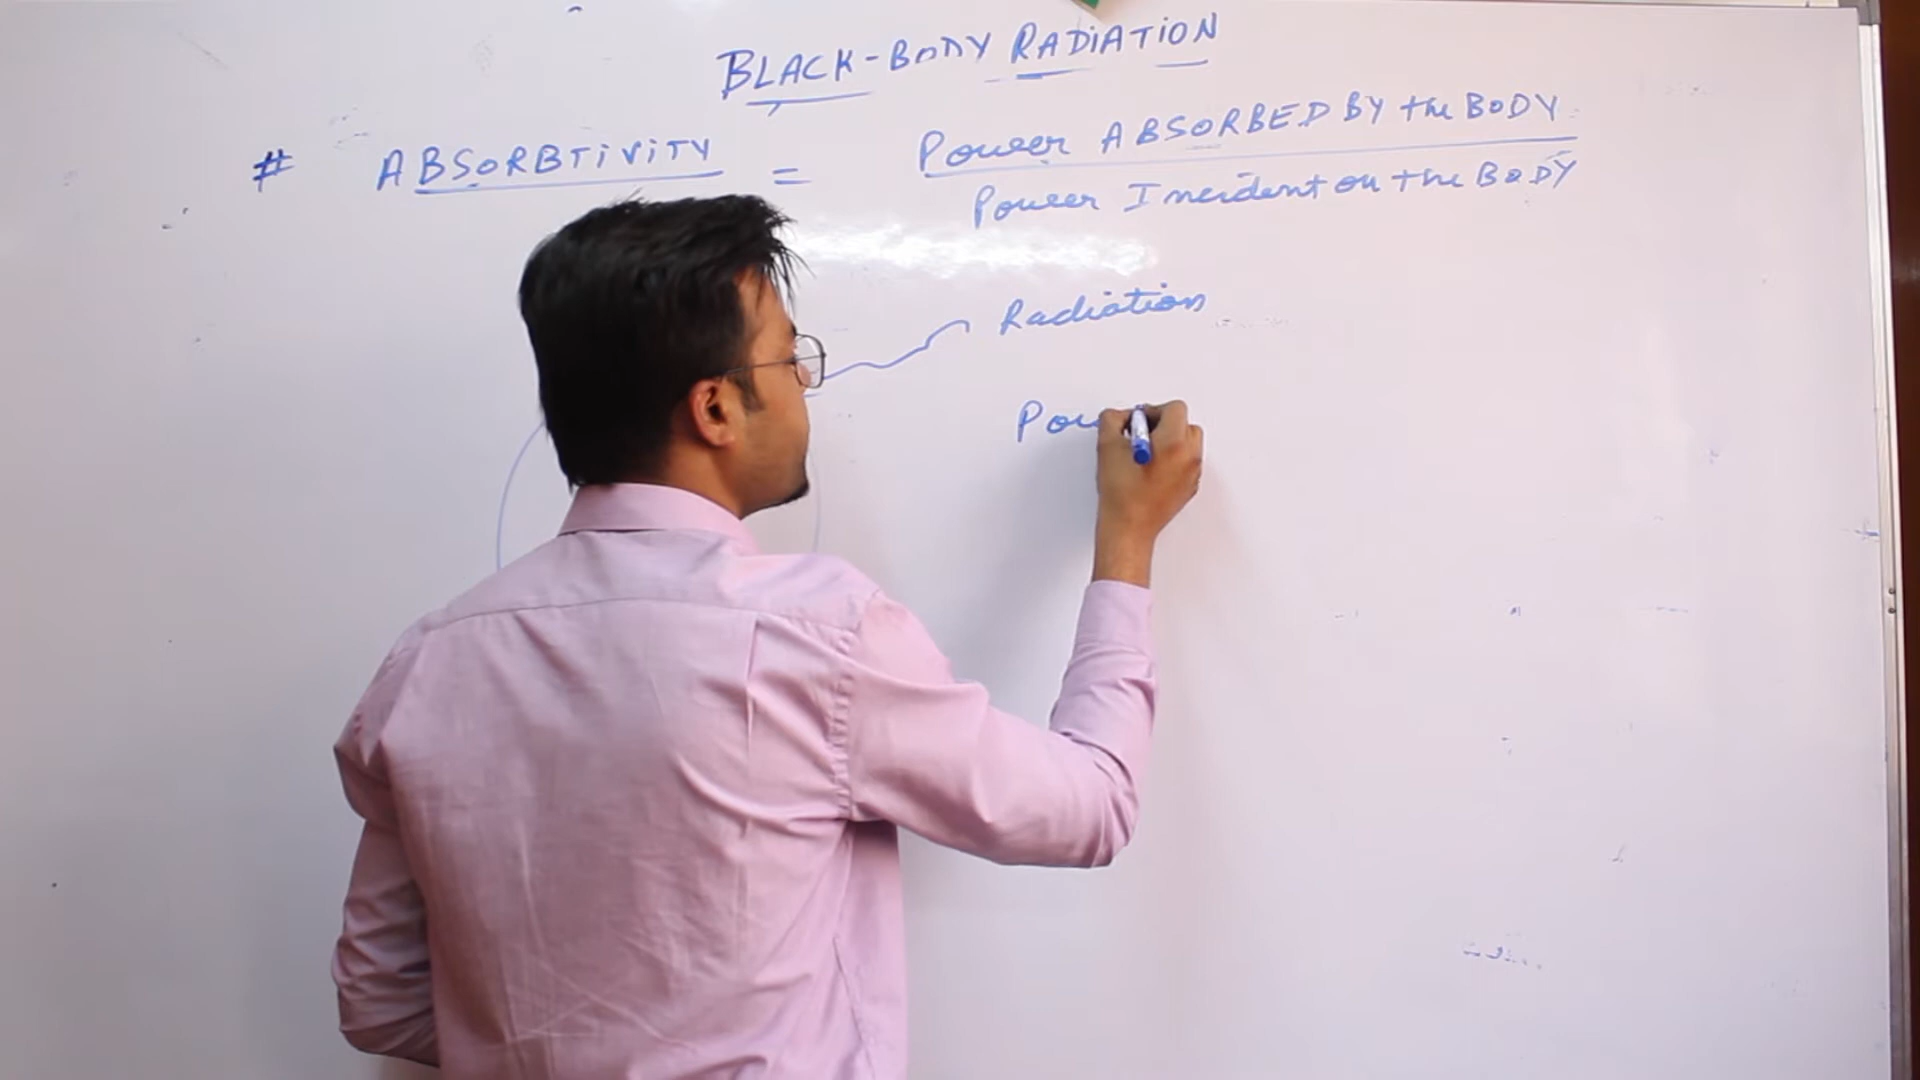 BLACK-BODY RADIATION
# ABSORBTIVITY = Power ABSORBED BY the BODY
Power Incident on the BODY
Radiation
Pow